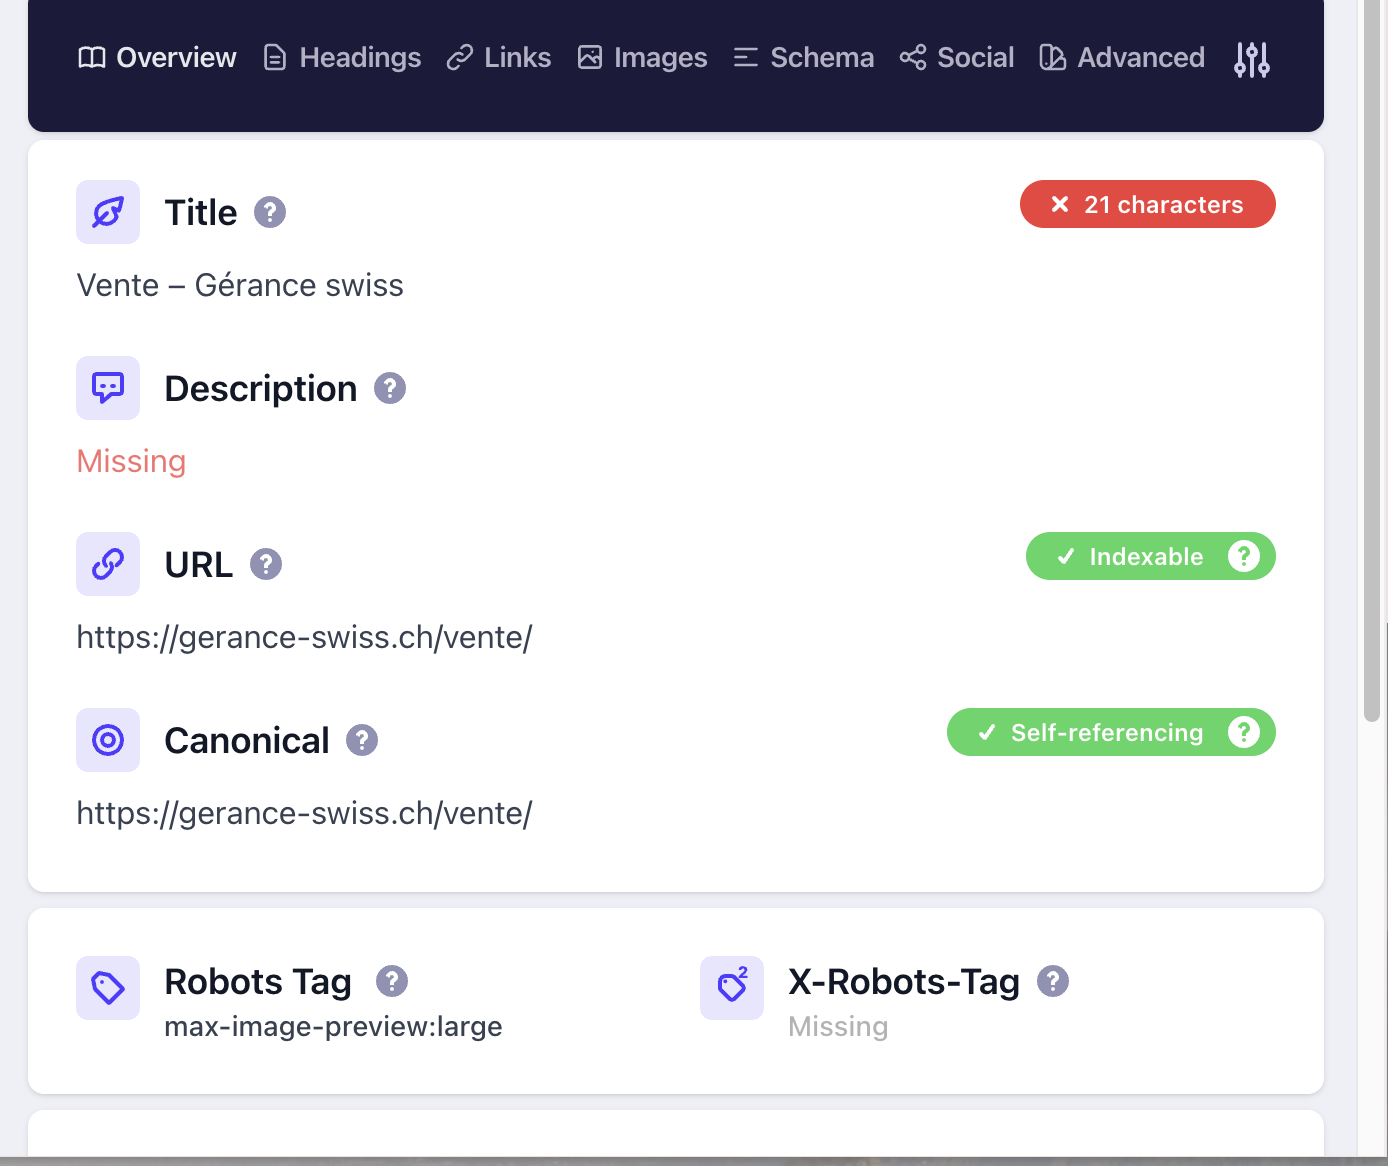 Overview Headings Links Images Schema Social Advanced
Title ?
21 characters
Vente – Gérance swiss
Description ?
Missing
URL ?
Indexable ?
https://gerance-swiss.ch/vente/
Canonical ?
Self-referencing ?
https://gerance-swiss.ch/vente/
Robots Tag ?
max-image-preview:large
2
X-Robots-Tag ?
Missing